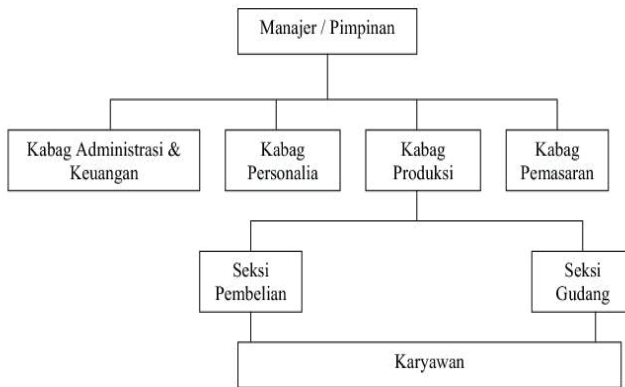 Manajer / Pimpinan
Kabag Administrasi &
Keuangan
Kabag
Personalia
Kabag
Produksi
Kabag
Pemasaran
Seksi
Pembelian
Seksi
Gudang
Karyawan